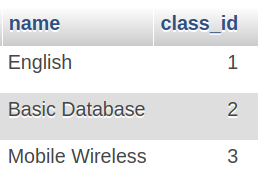 name class_id
English 1
Basic Database 2
Mobile Wireless 3